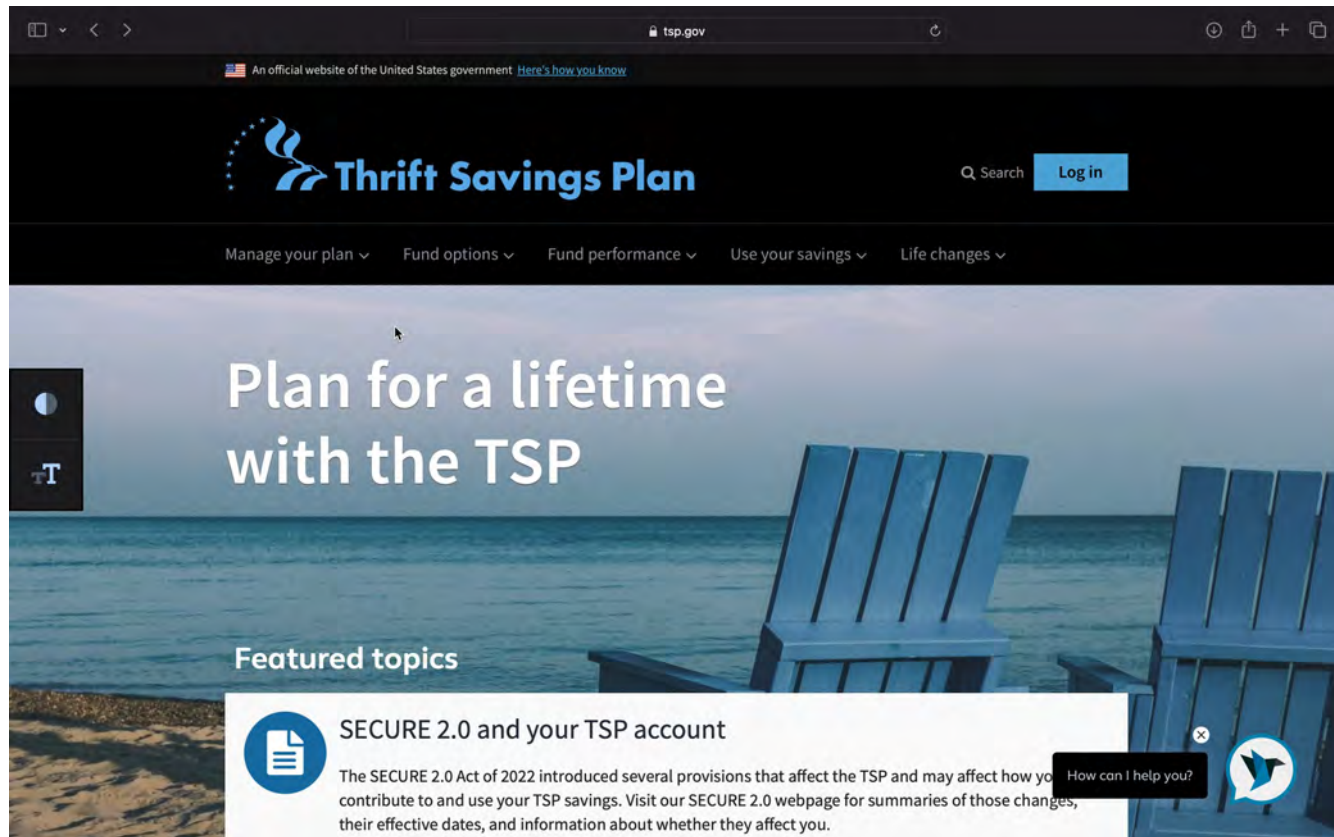 tsp.gov
An official website of the United States government Here's how you know
Thrift Savings Plan
Search
Log in
Manage your plan
Fund options
Fund performance
Use your savings
Life changes
Plan for a lifetime
with the TSP
TT
Featured topics
SECURE 2.0 and your TSP account
The SECURE 2.0 Act of 2022 introduced several provisions that affect the TSP and may affect how yo
contribute to and use your TSP savings. Visit our SECURE 2.0 webpage for summaries of those changes,
their effective dates, and information about whether they affect you.
How can I help you?